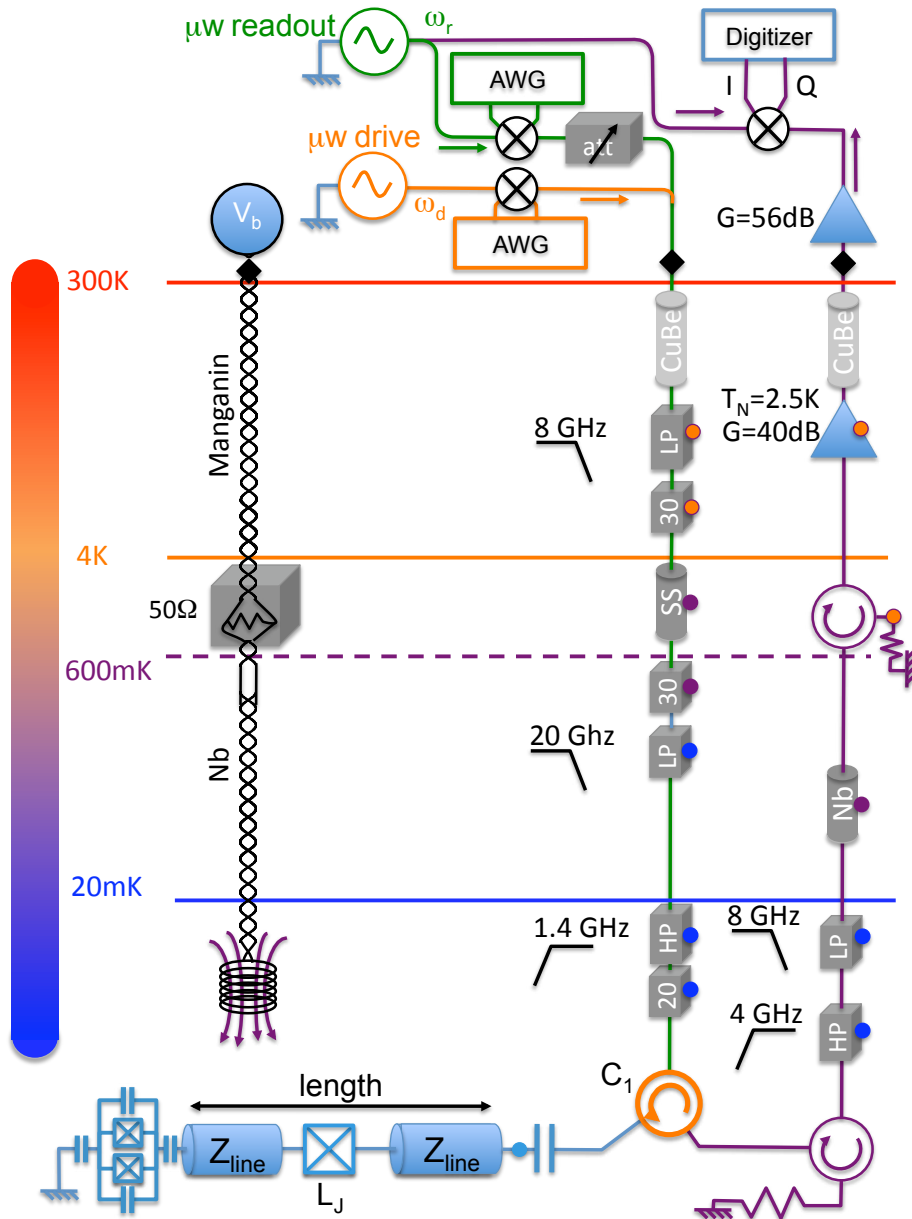 μw readout
ω_r
Digitizer
AWG
I
Q
μw drive
att
ω_d
V_b
G=56dB
AWG
300K
CuBe
CuBe
T_N=2.5K
G=40dB
Manganin
8 GHz
LP
30
4K
50Ω
SS
600mK
30
20 Ghz
LP
Nb
Nb
20mK
1.4 GHz
HP
8 GHz
LP
20
4 GHz
HP
length
C_1
Z_line
Z_line
L_J